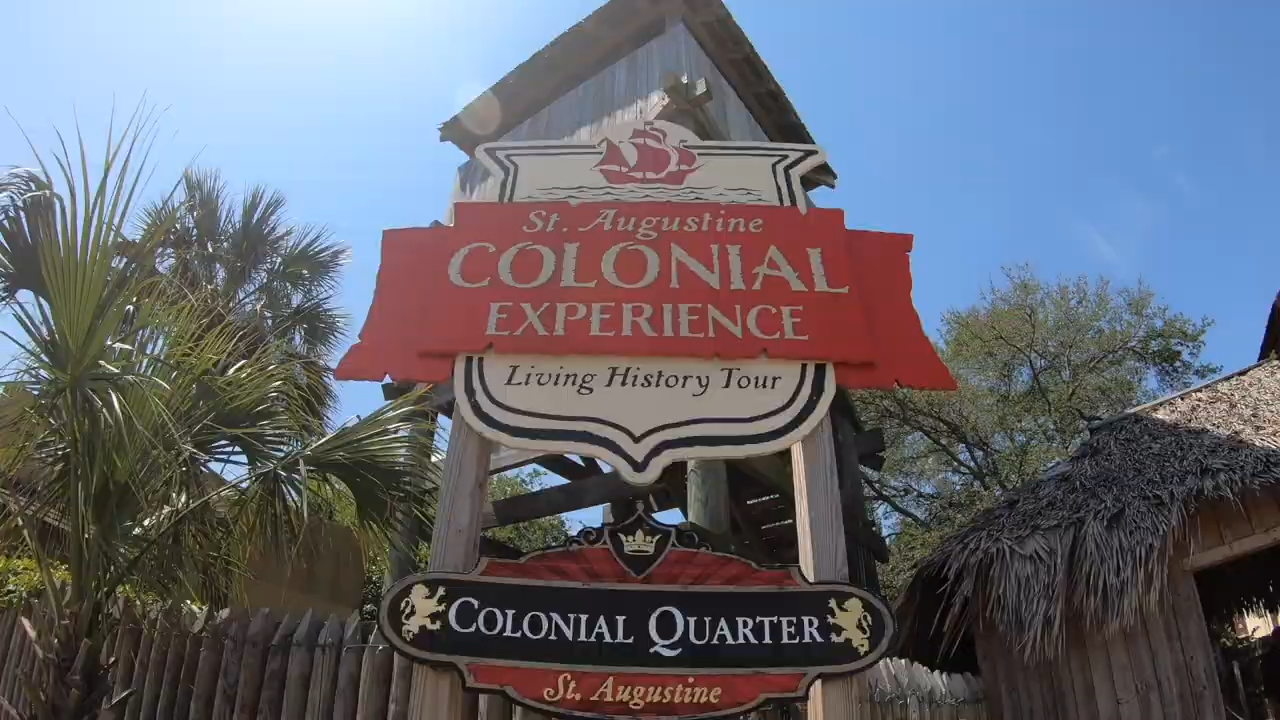 St. Augustine
COLONIAL
EXPERIENCE
Living History Tour
COLONIAL QUARTER
St. Augustine